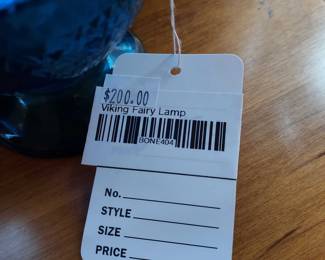 $200.00
Viking Fairy Lamp
BONE404
No.
STYLE
SIZE
PRICE